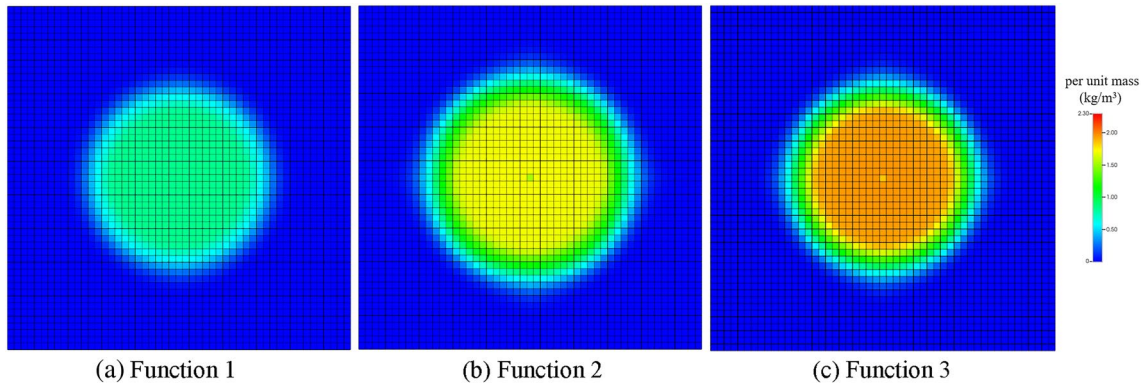 per unit mass
(kg/m³)
2.30
2.00
1.50
1.00
0.50
0
(a) Function 1
(b) Function 2
(c) Function 3